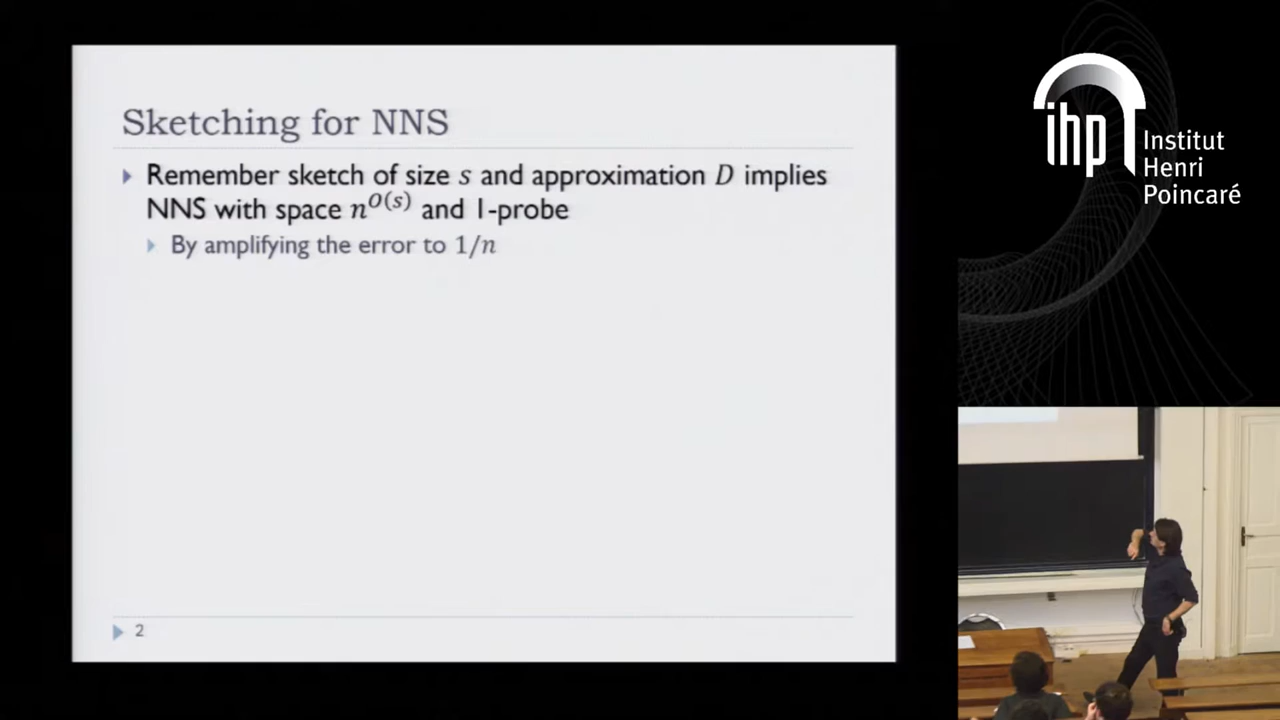 Sketching for NNS
Remember sketch of size s and approximation D implies
NNS with space n^{O(s)} and 1-probe
By amplifying the error to 1/n
2
ihp
Institut
Henri
Poincaré